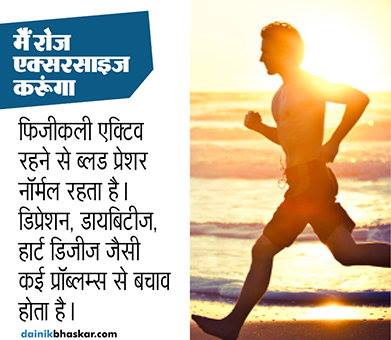 मैं रोज
एक्सरसाइज
करूंगा
फिजीकली एक्टिव
रहने से ब्लड प्रेशर
नॉर्मल रहता है।
डिप्रेशन, डायबिटीज,
हार्ट डिजीज जैसी
कई प्रॉब्लम्स से बचाव
होता है।
dainikbhaskar.com